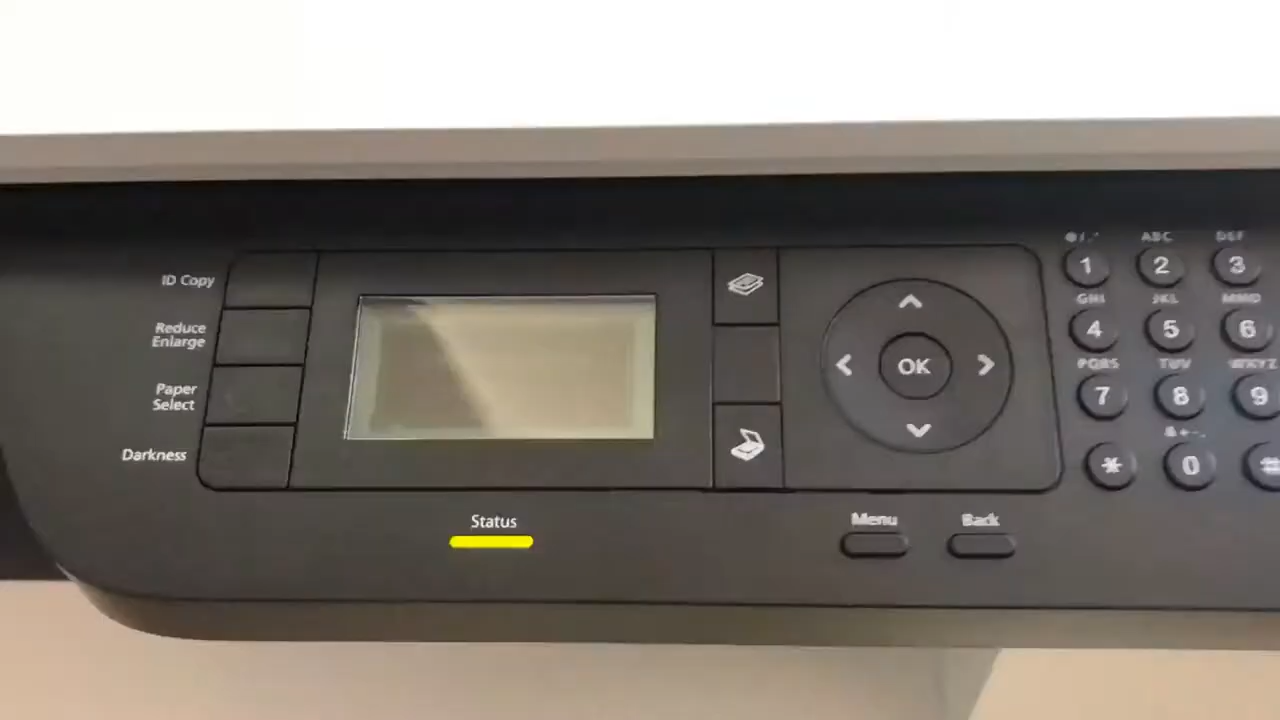 ID Copy
Reduce
Enlarge
Paper
Select
Darkness
Status
OK
Menu
Back
ABC
DEF
1
2
3
GHI
JKL
MNO
4
5
6
PQRS
TUV
WXYZ
7
8
9
*
0
#